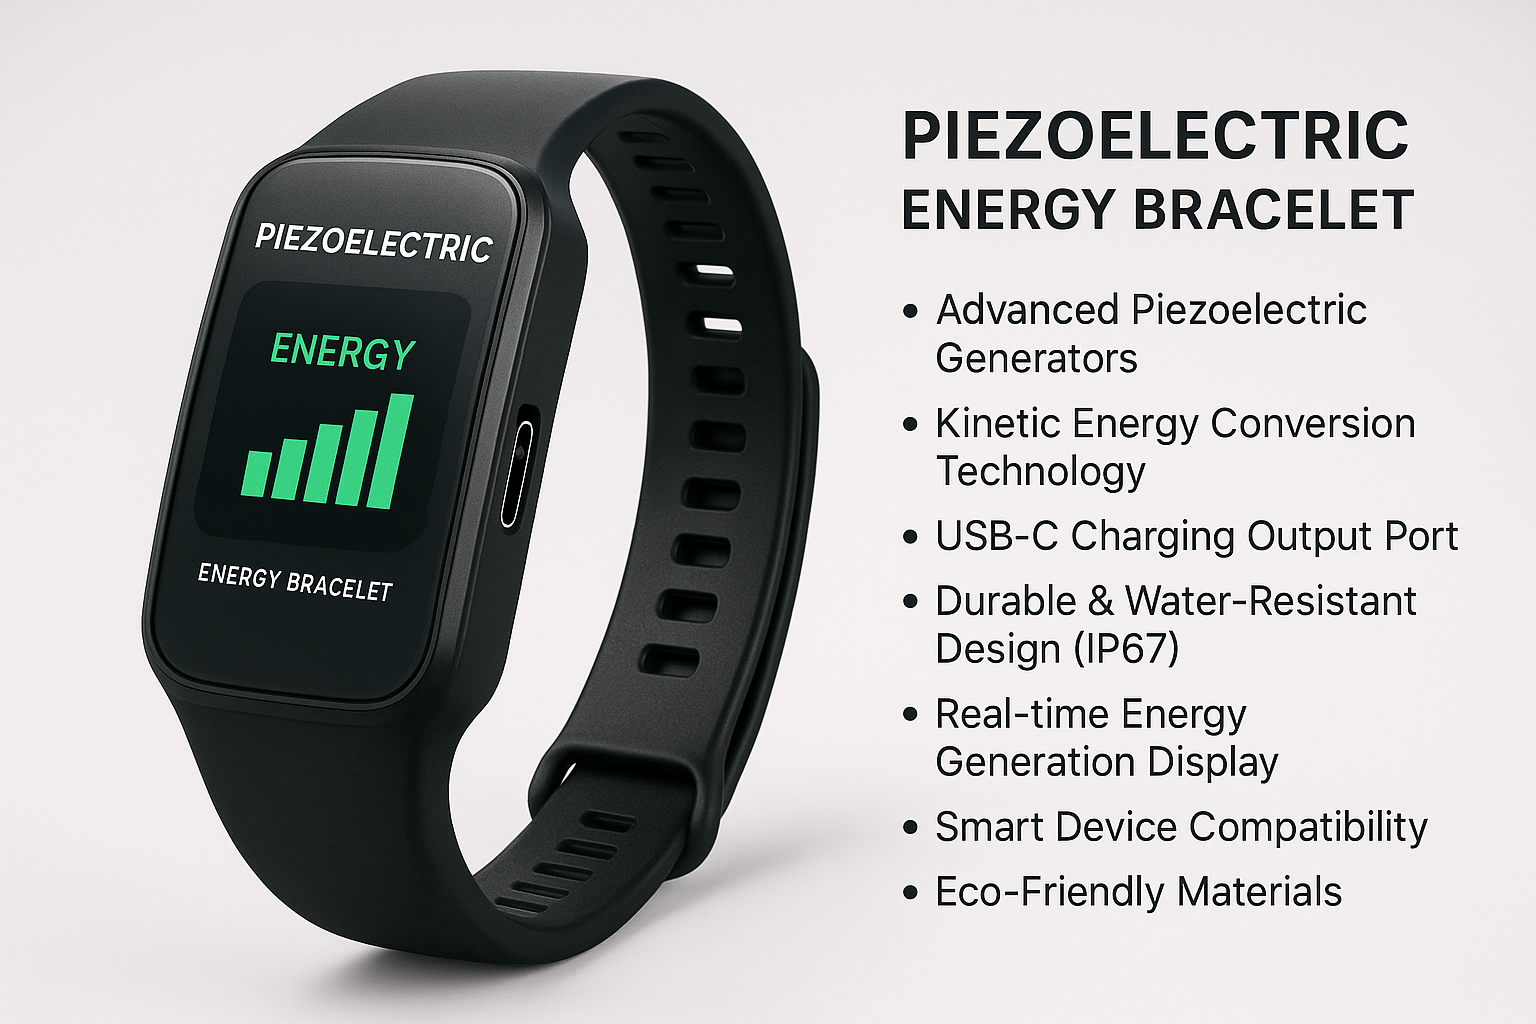 PIEZOELECTRIC
ENERGY
ENERGY BRACELET
PIEZOELECTRIC
ENERGY BRACELET
• Advanced Piezoelectric
Generators
• Kinetic Energy Conversion
Technology
• USB-C Charging Output Port
• Durable & Water-Resistant
Design (IP67)
• Real-time Energy
Generation Display
• Smart Device Compatibility
• Eco-Friendly Materials